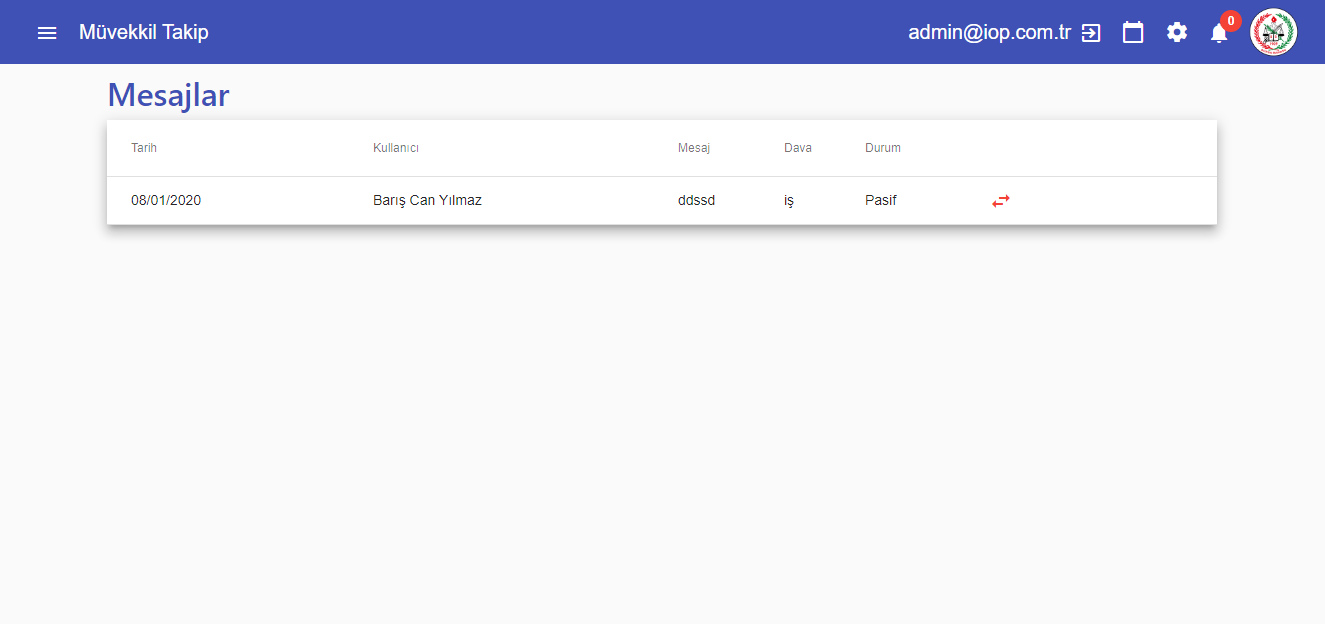 Müvekkil Takip admin@iop.com.tr 0
Mesajlar
Tarih Kullanıcı Mesaj Dava Durum
08/01/2020 Barış Can Yılmaz ddssd iş Pasif